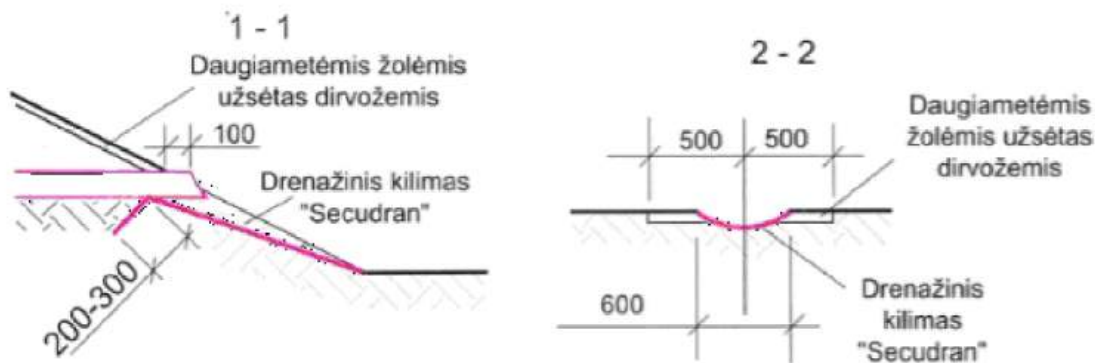 1 - 1
Daugiametėmis žolėmis
užsėtas dirvožemis
100
Drenažinis kilimas
"Secudran"
200-300
2 - 2
500
500
Daugiametėmis
žolėmis užsėtas
dirvožemis
600
Drenažinis
kilimas
"Secudran"